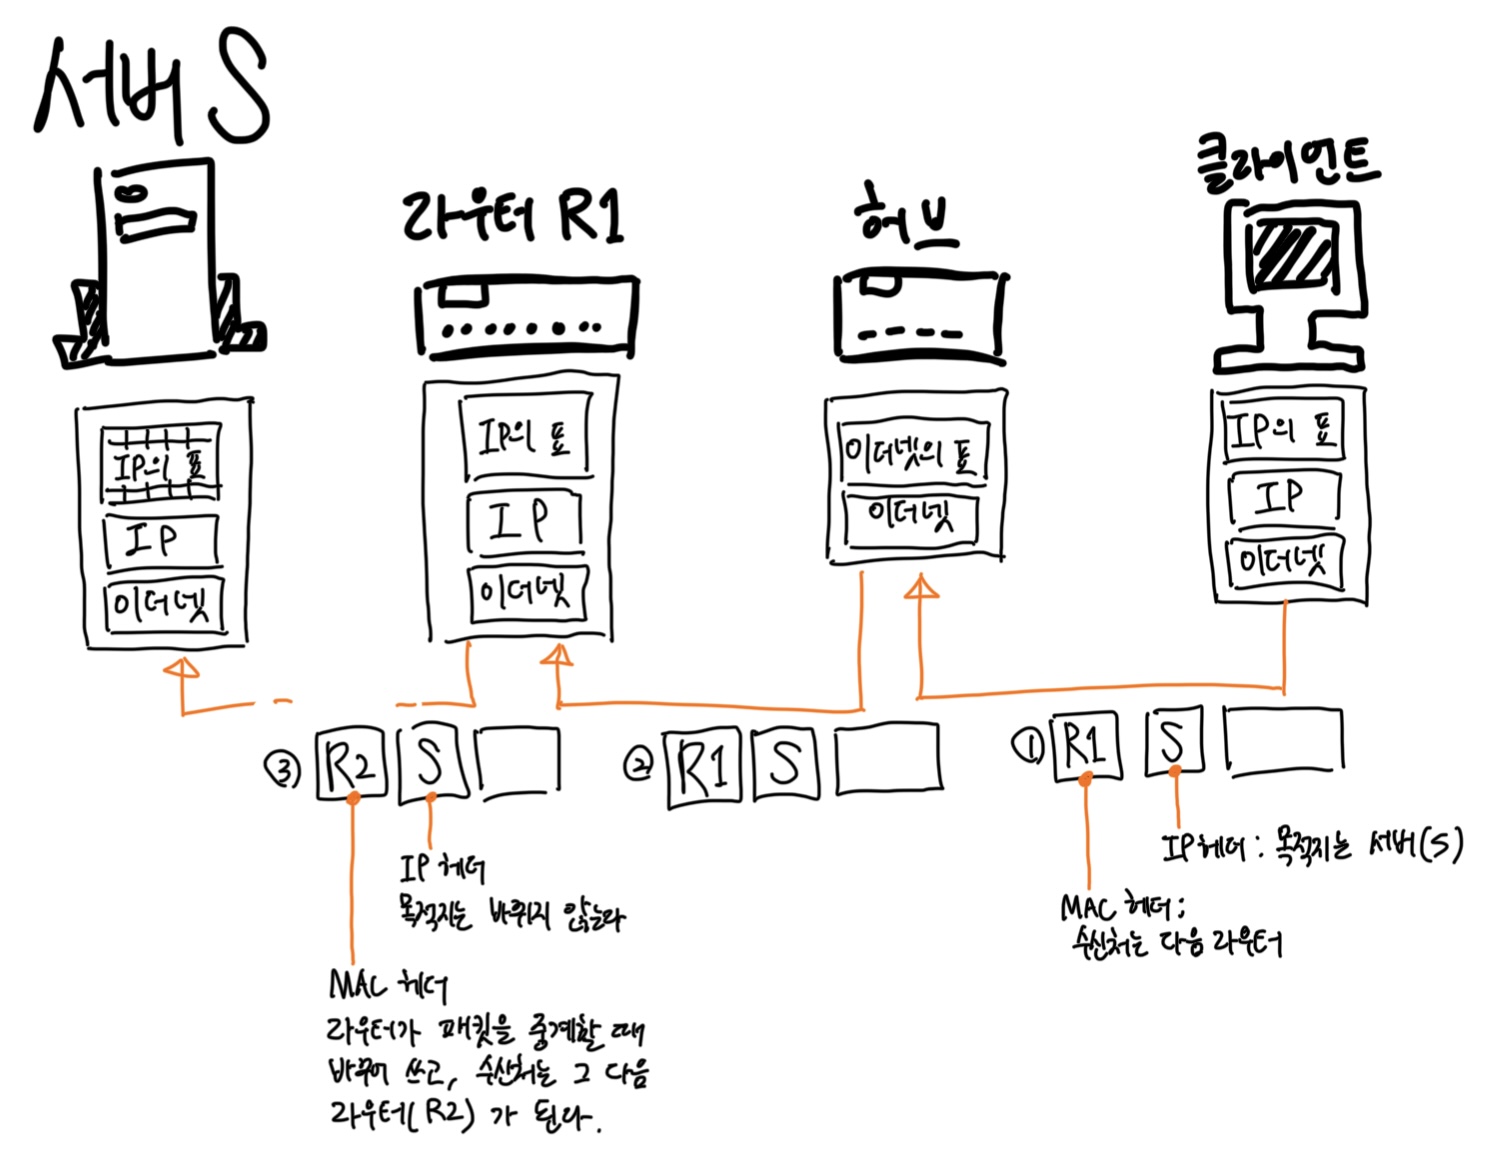 서버 S
라우터 R1
허브
클라이언트
IP의 표
IP
이더넷
IP의 표
IP
이더넷
이더넷의 표
이더넷
IP의 표
IP
이더넷
③ R2 S
② R1 S
① R1 S
IP 헤더
목적지는 바뀌지 않는다
MAC 헤더
라우터가 패킷을 중계할 때
바꾸어 쓰고, 수신처는 그 다음
라우터(R2)가 된다.
IP헤더 : 목적지는 서버(S)
MAC 헤더 :
수신처는 다음 라우터